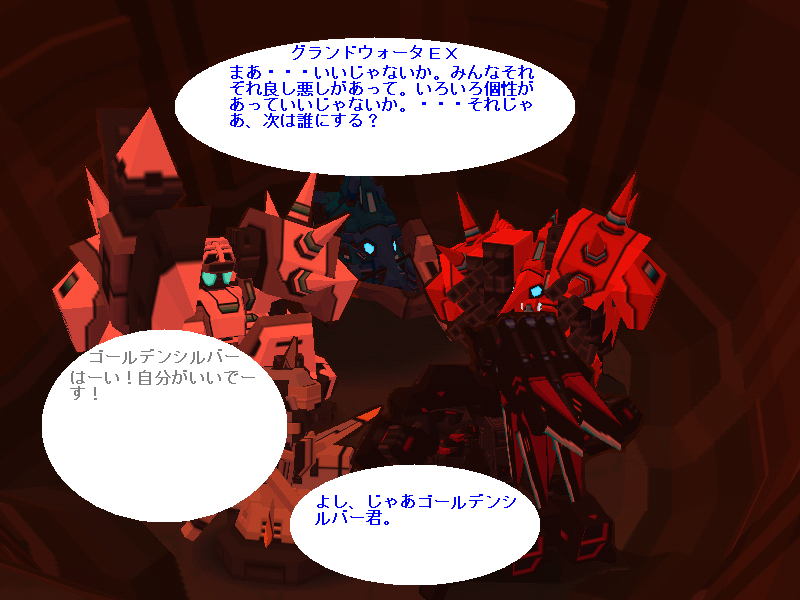 グランドウォータＥＸ
まあ・・・いいじゃないか。みんなそれ
ぞれ良し悪しがあって。いろいろ個性が
あっていいじゃないか。・・・それじゃ
あ、次は誰にする？
ゴールデンシルバー
はーい！自分がいいでー
す！
よし、じゃあゴールデンシ
ルバー君。